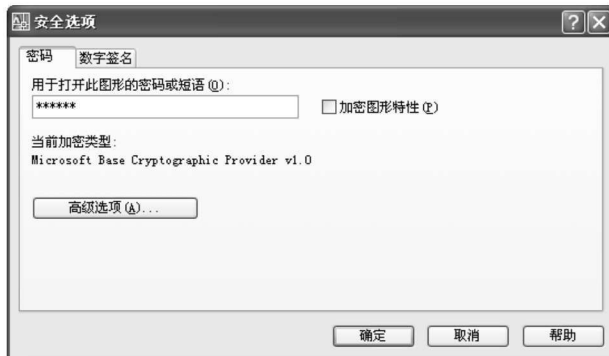 安全选项
密码 数字签名
用于打开此图形的密码或短语(O):
****** 加密图形特性(P)
当前加密类型:
Microsoft Base Cryptographic Provider v1.0
高级选项(A)...
确定 取消 帮助